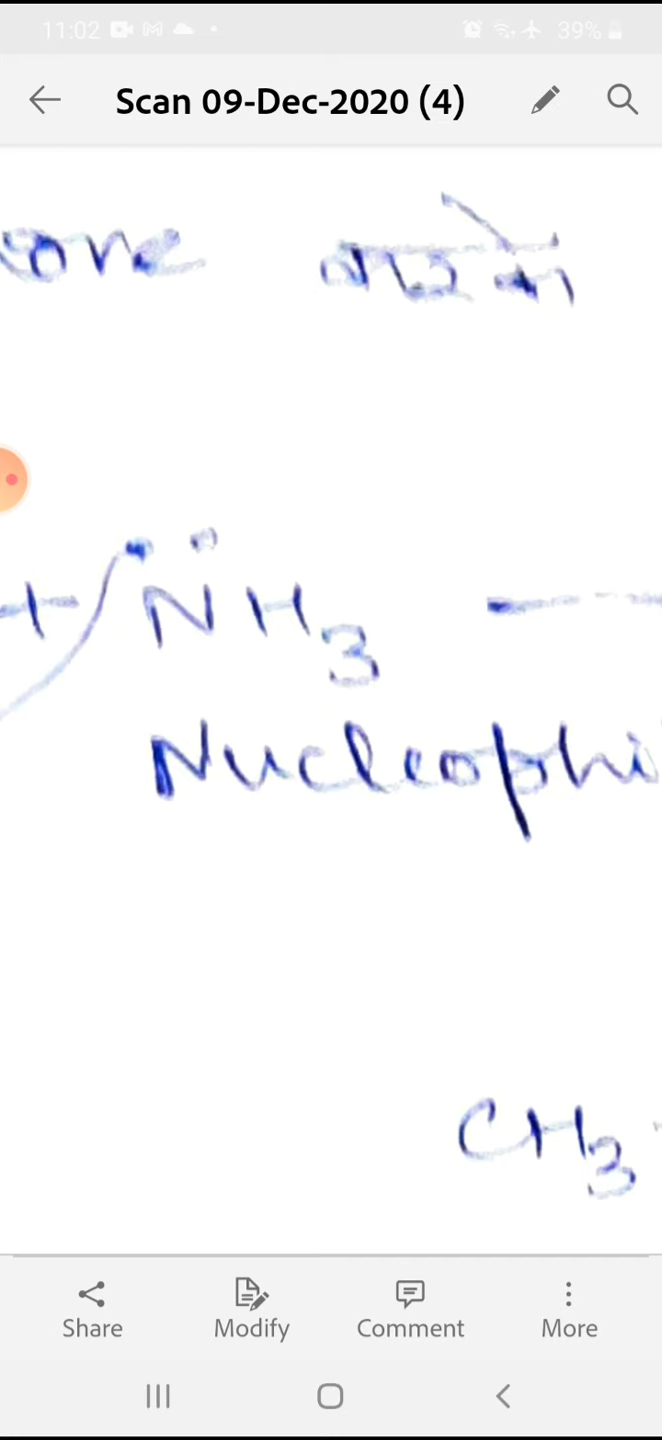 11:02 39%
Scan 09-Dec-2020 (4)
one
+ NH3
Nucleophi
CH3
Share Modify Comment More